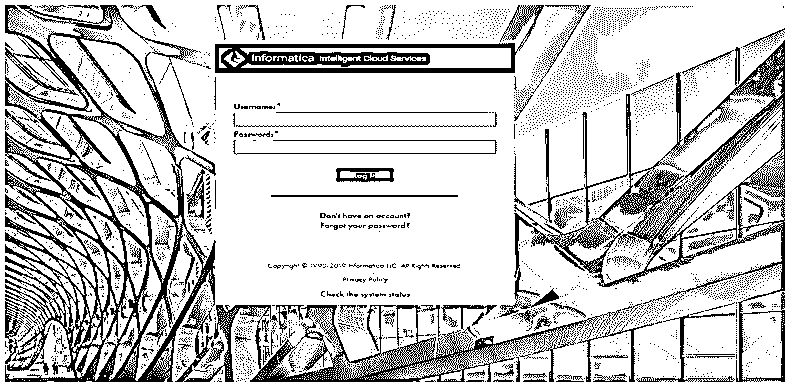 Informatica Intelligent Cloud Services
Username:*
Password:*
Log In
Don't have an account?
Forgot your password?
Copyright © 1993-2019 Informatica LLC. All Rights Reserved
Privacy Policy
Check the system status